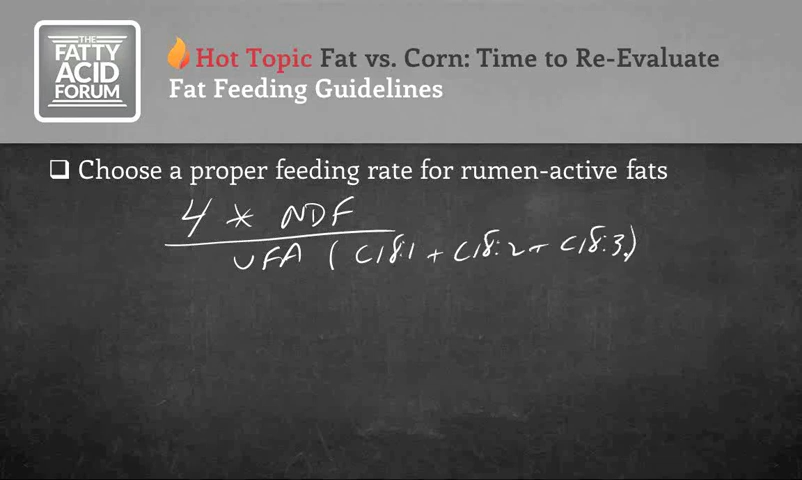 THE
FATTY
ACID
FORUM
Hot Topic Fat vs. Corn: Time to Re-Evaluate
Fat Feeding Guidelines
❑ Choose a proper feeding rate for rumen-active fats
4 * NDF
UFA (C18:1 + C18:2 + C18:3)